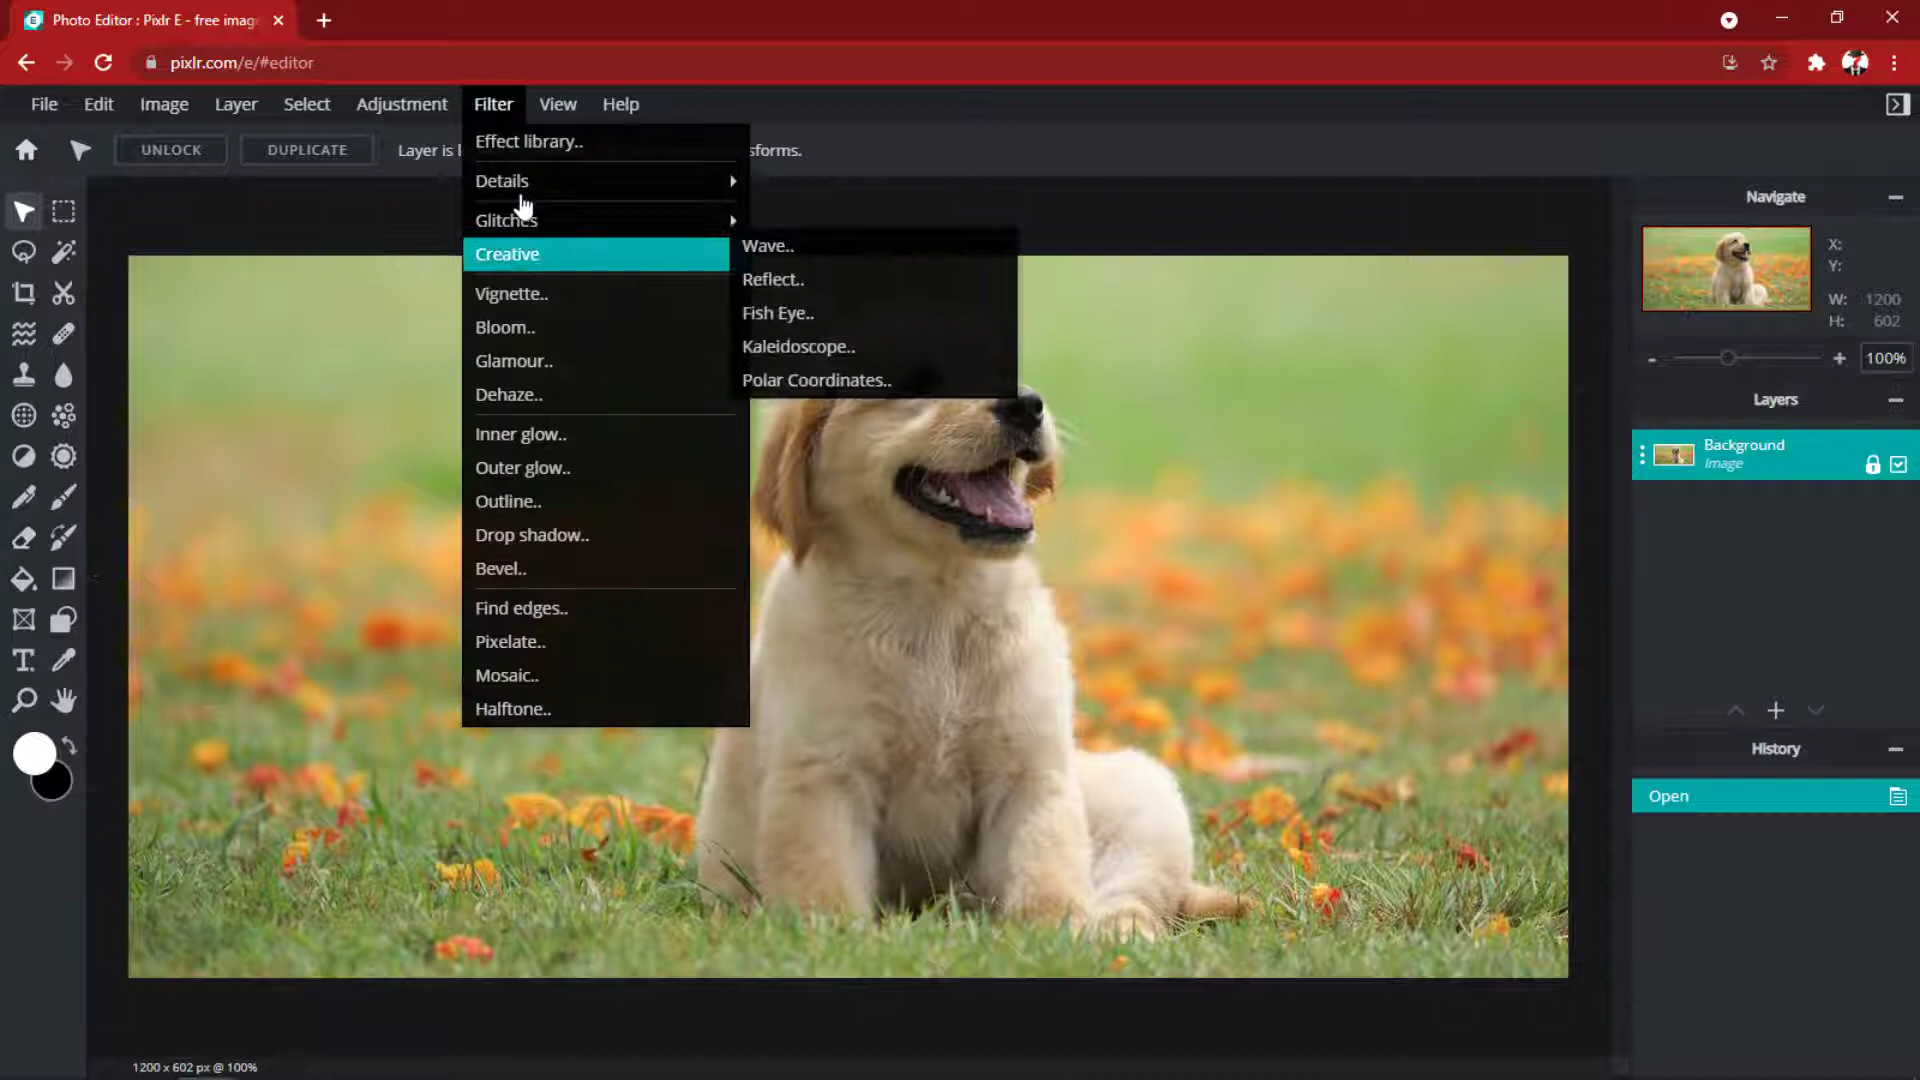 Photo Editor : Pixlr E - free imag
pixlr.com/e/#editor
File Edit Image Layer Select Adjustment Filter View Help
UNLOCK DUPLICATE Layer is sforms.
Effect library..
Details
Glitches
Creative
Vignette..
Bloom..
Glamour..
Dehaze..
Inner glow..
Outer glow..
Outline..
Drop shadow..
Bevel..
Find edges..
Pixelate..
Mosaic..
Halftone..
Wave..
Reflect..
Fish Eye..
Kaleidoscope..
Polar Coordinates..
Navigate
X:
Y:
W: 1200
H: 602
100%
Layers
Background
Image
History
Open
1200 x 602 px @ 100%